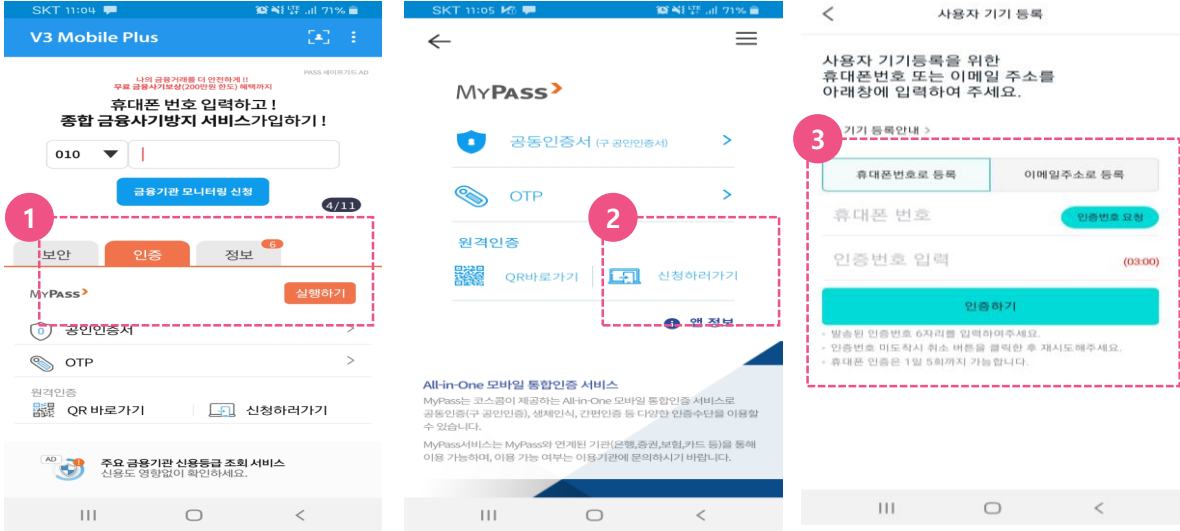 SKT 11:04
71%
V3 Mobile Plus
PASS 세이프가드 AD
나의 금융거래를 더 안전하게 !!
무료 금융사기보상(200만원 한도) 혜택까지
휴대폰 번호 입력하고 !
종합 금융사기방지 서비스가입하기 !
010
금융기관 모니터링 신청
4/11
1
보안
인증
정보
6
MYPASS
실행하기
공인인증서
OTP
원격인증
QR 바로가기
신청하러가기
AD
주요 금융기관 신용등급 조회 서비스
신용도 영향없이 확인하세요.
SKT 11:05
71%
MYPASS
공동인증서 (구 공인인증서)
OTP
2
원격인증
QR바로가기
신청하러가기
앱 정보
All-in-One 모바일 통합인증 서비스
MyPass는 코스콤이 제공하는 All-in-One 모바일 통합인증 서비스로
공동인증(구 공인인증), 생체인식, 간편인증 등 다양한 인증수단을 이용할
수 있습니다.
MyPass서비스는 MyPass와 연계된 기관(은행,증권,보험,카드 등)을 통해
이용 가능하며, 이용 가능 여부는 이용기관에 문의하시기 바랍니다.
사용자 기기 등록
사용자 기기등록을 위한
휴대폰번호 또는 이메일 주소를
아래창에 입력하여 주세요.
3
기기 등록안내 >
휴대폰번호로 등록
이메일주소로 등록
휴대폰 번호
인증번호 요청
인증번호 입력
(03:00)
인증하기
발송된 인증번호 6자리를 입력하여주세요.
인증번호 미도착시 취소 버튼을 클릭한 후 재시도해주세요.
휴대폰 인증은 1일 5회까지 가능합니다.